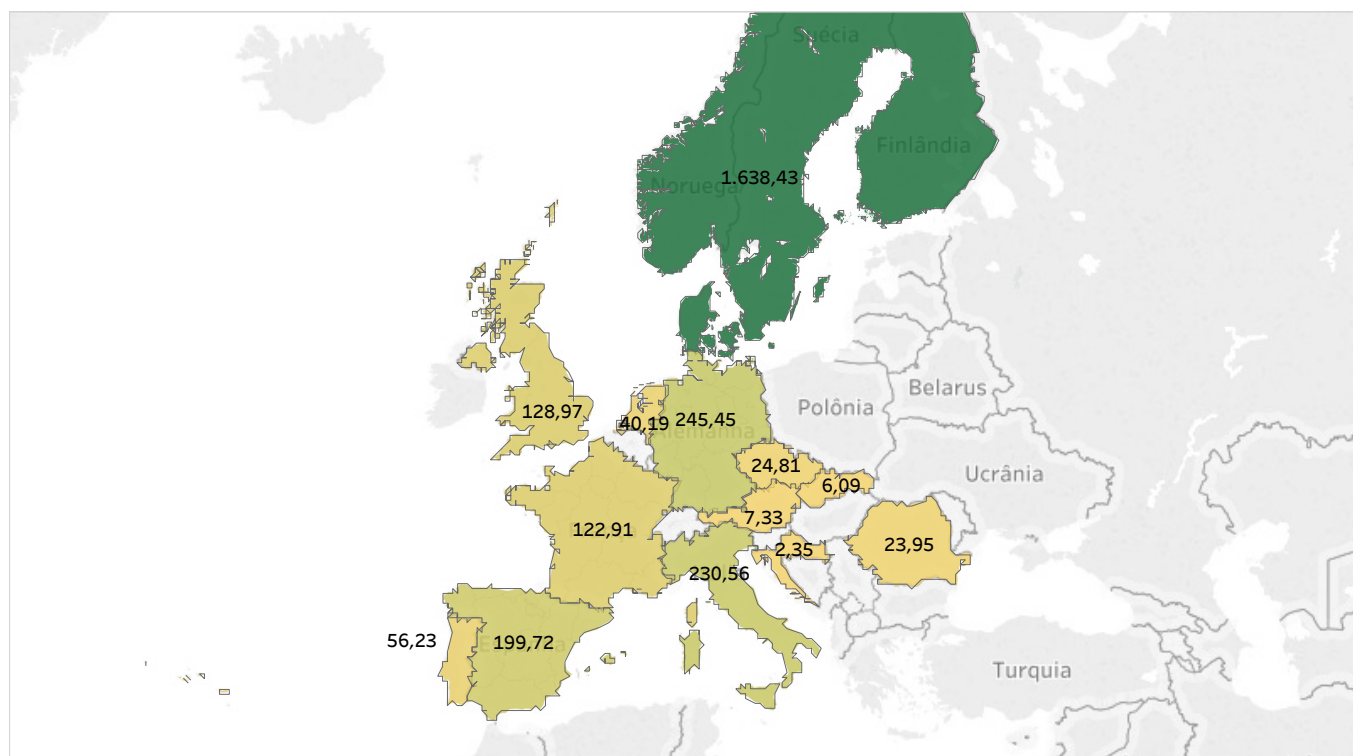 Suécia
Finlândia
1.638,43
Noruega
Belarus
Polônia
128,97
40,19
245,45
Alemanha
24,81
Ucrânia
6,09
7,33
122,91
2,35
23,95
230,56
56,23
199,72
Turquia